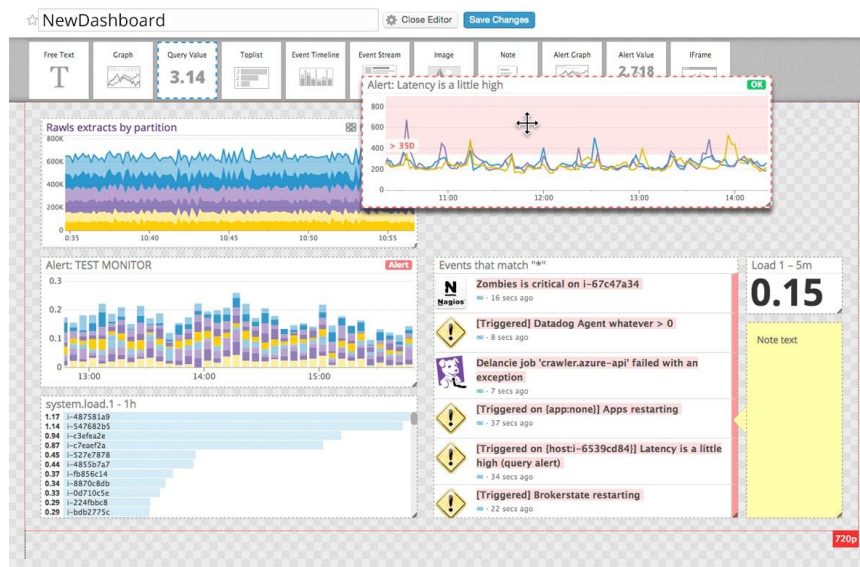 NewDashboard
Close Editor
Save Changes
Free Text
Graph
Query Value
Toplist
Event Timeline
Event Stream
Image
Note
Alert Graph
Alert Value
IFrame
T
3.14
2.718
Alert: Latency is a little high
OK
800
600
400
200
0
> 350
11:00
12:00
13:00
14:00
Rawls extracts by partition
800K
600K
400K
200K
0
0:35
10:40
10:45
10:50
10:55
Alert: TEST MONITOR
Alert
0.3
0.2
0.1
0
13:00
14:00
15:00
system.load.1 - 1h
1.17 i-487581a9
1.14 i-547682b5
0.94 i-c3efea2e
0.87 i-c7eaef2a
0.45 i-527e7878
0.44 i-4855b7a7
0.37 i-fb856c14
0.34 i-8870c8db
0.33 i-0d710c5e
0.29 i-224fbbc8
0.29 i-bdb2775c
Events that match "*"
N
Nagios
Zombies is critical on i-67c47a34
- 16 secs ago
[Triggered] Datadog Agent whatever > 0
- 8 secs ago
Delancie job 'crawler.azure-api' failed with an
exception
- 7 secs ago
[Triggered on {app:none}] Apps restarting
- 37 secs ago
[Triggered on {host:i-6539cd84}] Latency is a little
high (query alert)
- 34 secs ago
[Triggered] Brokerstate restarting
- 22 secs ago
Load 1 – 5m
0.15
Note text
720p